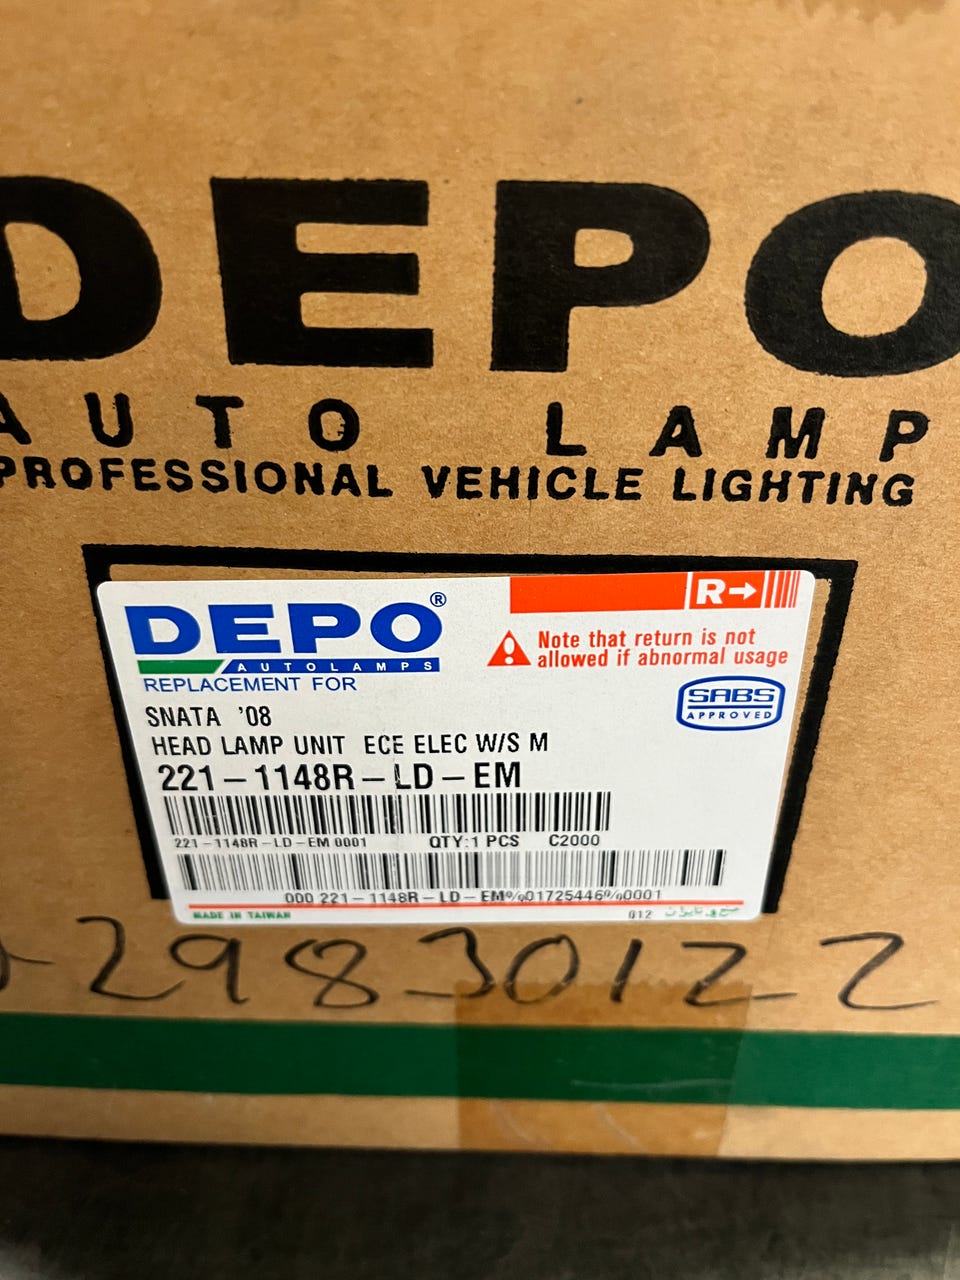 DEPO
AUTO LAMP
PROFESSIONAL VEHICLE LIGHTING
DEPO®
AUTOLAMPS
REPLACEMENT FOR
R→
Note that return is not
allowed if abnormal usage
SABS
APPROVED
SNATA '08
HEAD LAMP UNIT ECE ELEC W/S M
221-1148R-LD-EM
221-1148R-LD-EM 0001 QTY:1 PCS C2000
000 221-1148R-LD-EM%01725446%0001
MADE IN TAIWAN 012
29830122